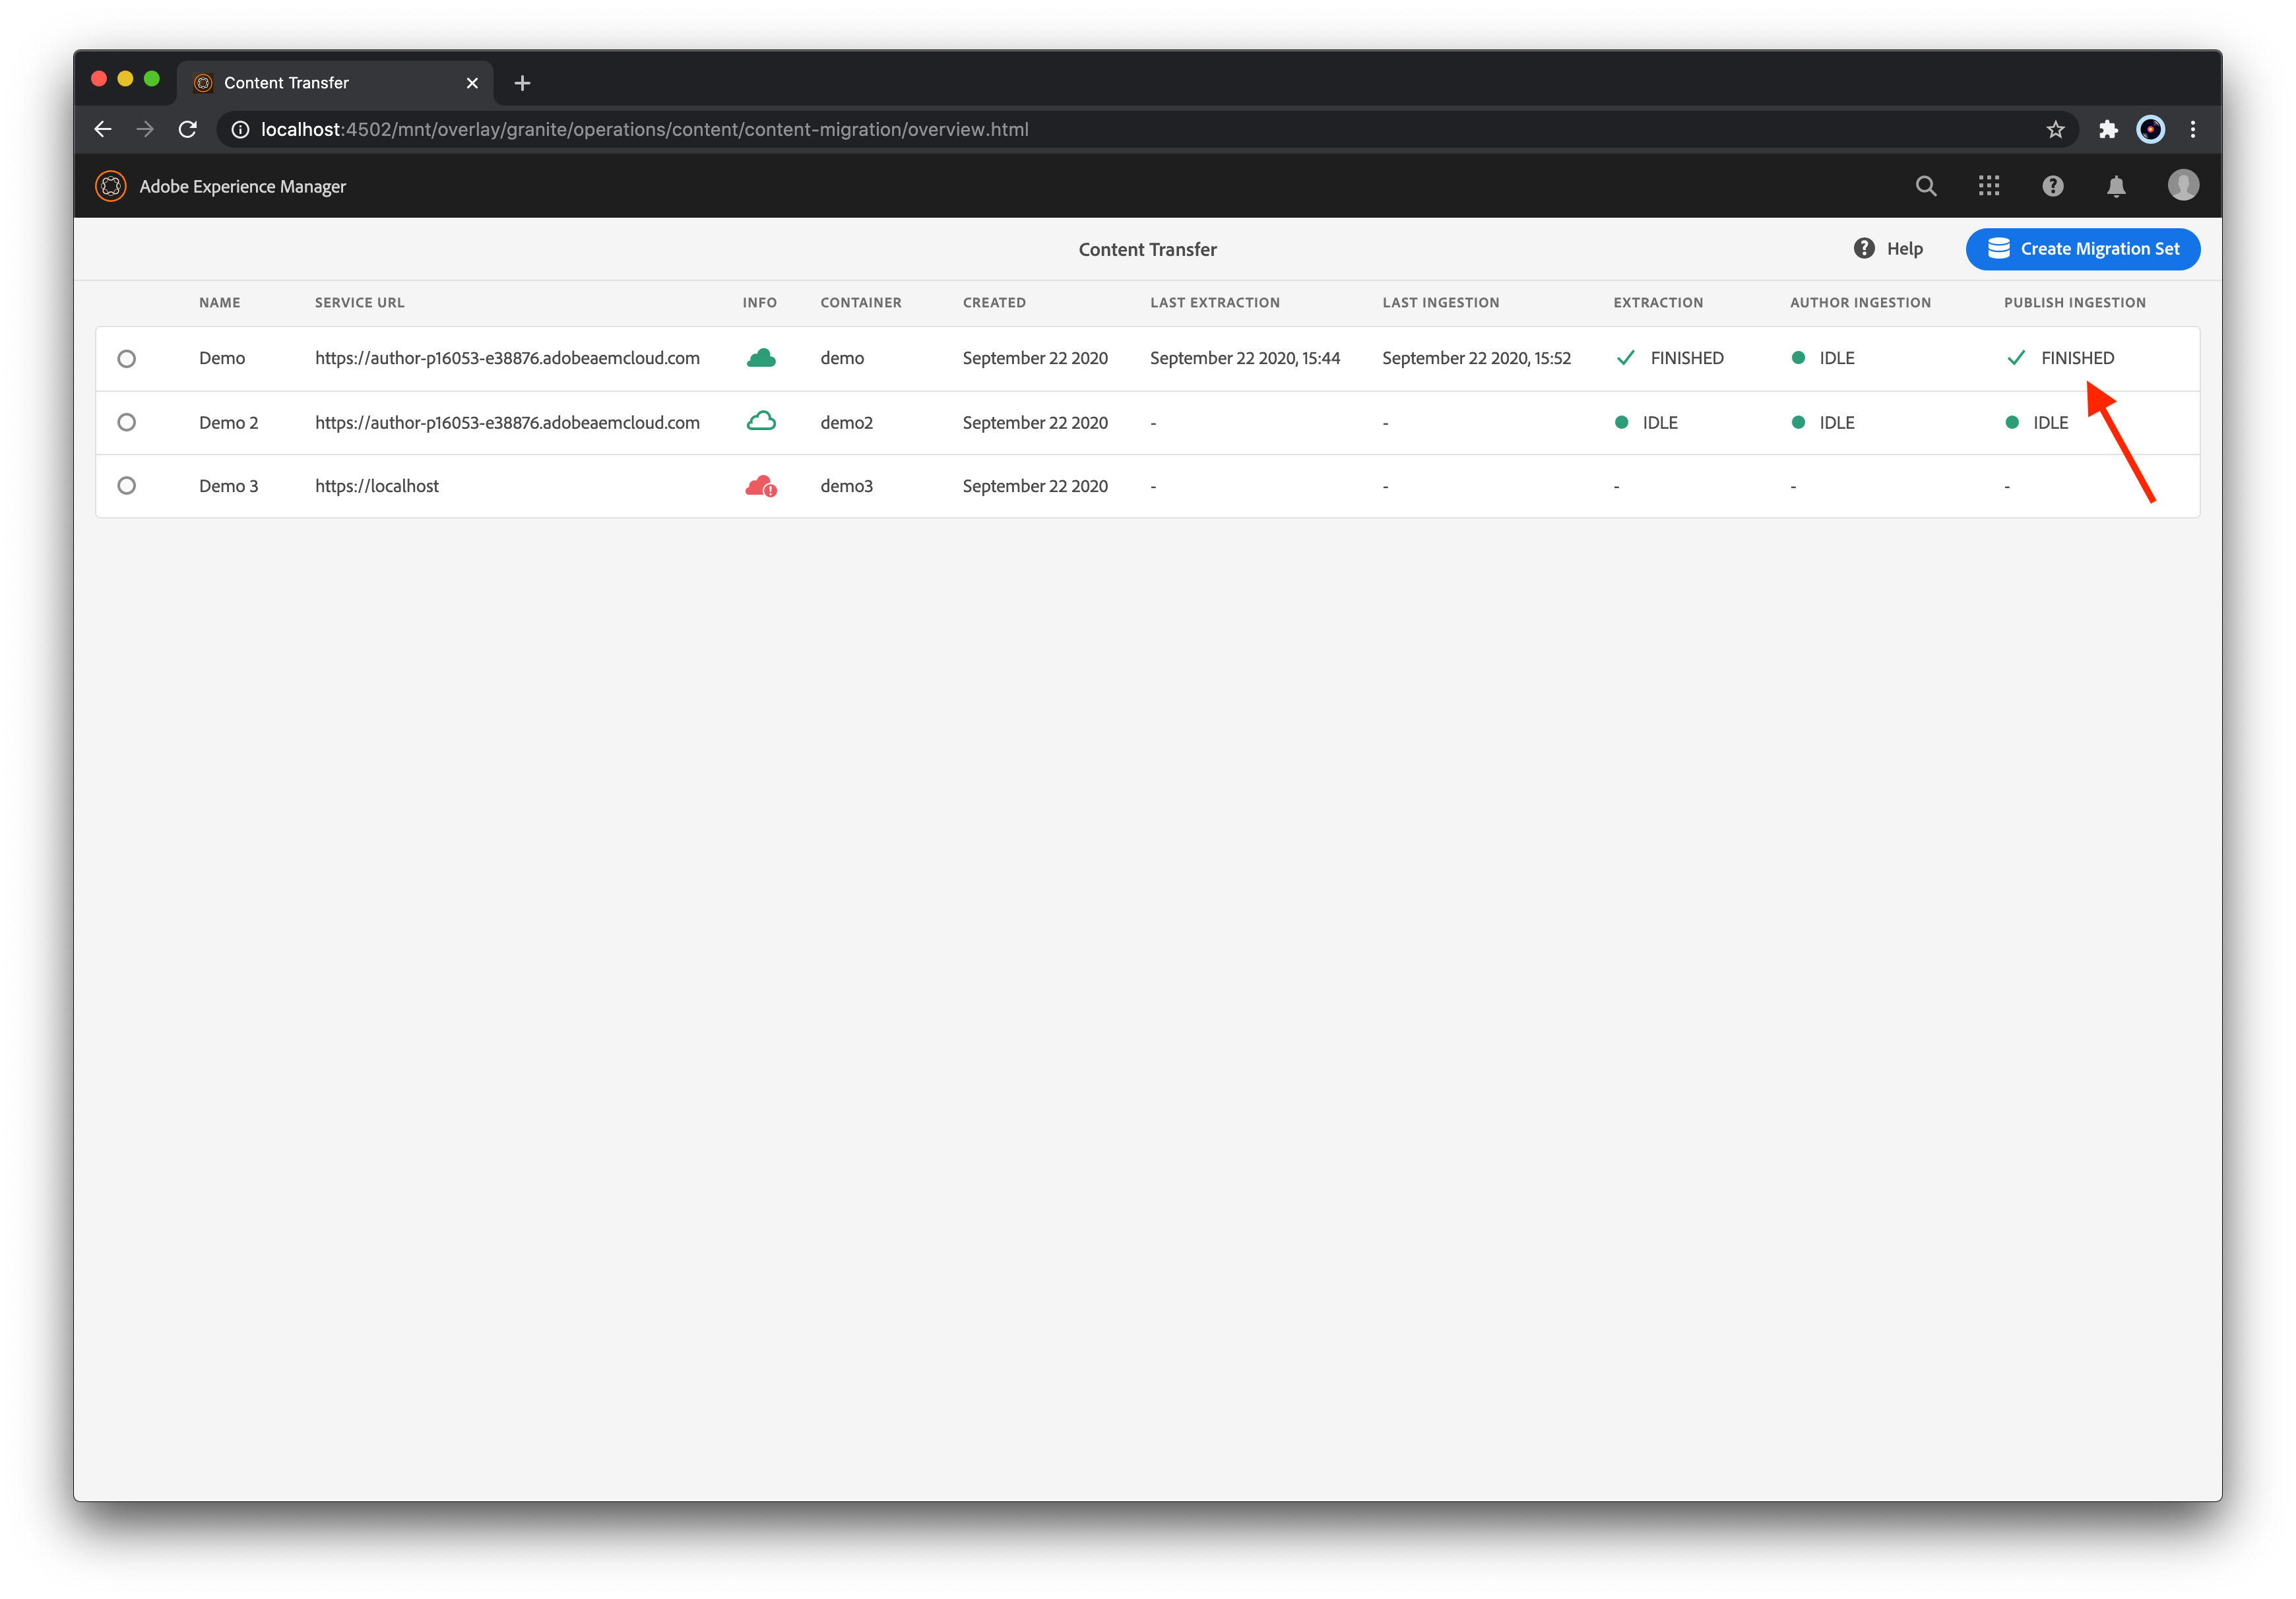 Content Transfer
localhost:4502/mnt/overlay/granite/operations/content/content-migration/overview.html
Adobe Experience Manager
Content Transfer
Help
Create Migration Set
NAME SERVICE URL INFO CONTAINER CREATED LAST EXTRACTION LAST INGESTION EXTRACTION AUTHOR INGESTION PUBLISH INGESTION
Demo https://author-p16053-e38876.adobeaemcloud.com demo September 22 2020 September 22 2020, 15:44 September 22 2020, 15:52 FINISHED IDLE FINISHED
Demo 2 https://author-p16053-e38876.adobeaemcloud.com demo2 September 22 2020 - - IDLE IDLE IDLE
Demo 3 https://localhost demo3 September 22 2020 - - - - -